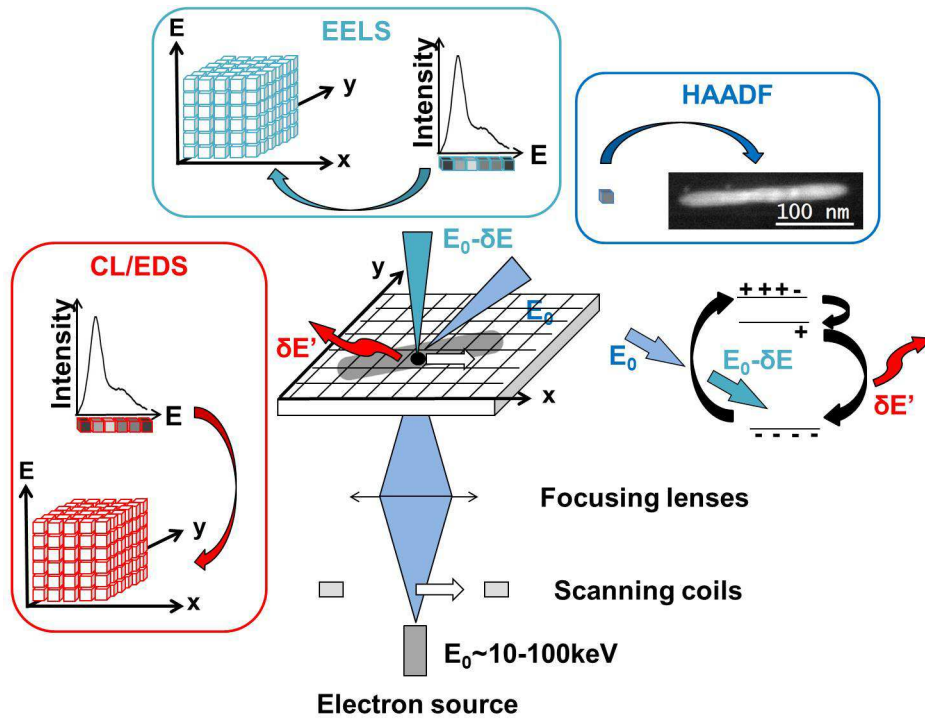 EELS
E
y
x
Intensity
E
HAADF
100 nm
CL/EDS
Intensity
E
E
y
x
E₀-δE
y
E₀
δE’
x
+ + + -
+
E₀
E₀-δE
δE’
- - - -
Focusing lenses
Scanning coils
E₀~10-100keV
Electron source